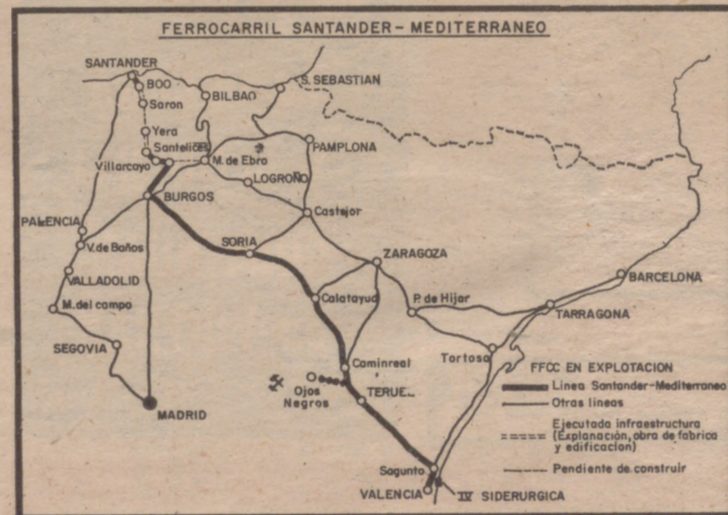 FERROCARRIL SANTANDER-MEDITERRANEO
SANTANDER
BOO
Saron
Yera
Santelices
Villarcayo
BILBAO
S. SEBASTIAN
M. de Ebro
PAMPLONA
LOGROÑO
BURGOS
Castejon
PALENCIA
V. de Baños
SORIA
ZARAGOZA
VALLADOLID
Calatayud
P. de Hijar
BARCELONA
M. del campo
TARRAGONA
SEGOVIA
Caminreal
Tortosa
Ojos
Negros
TERUEL
MADRID
Sagunto
VALENCIA
IV SIDERURGICA
FFCC EN EXPLOTACION
Linea Santander-Mediterraneo
Otras lineas
Ejecutada infraestructura
(Explanación, obra de fabrica
y edificacion)
Pendiente de construir